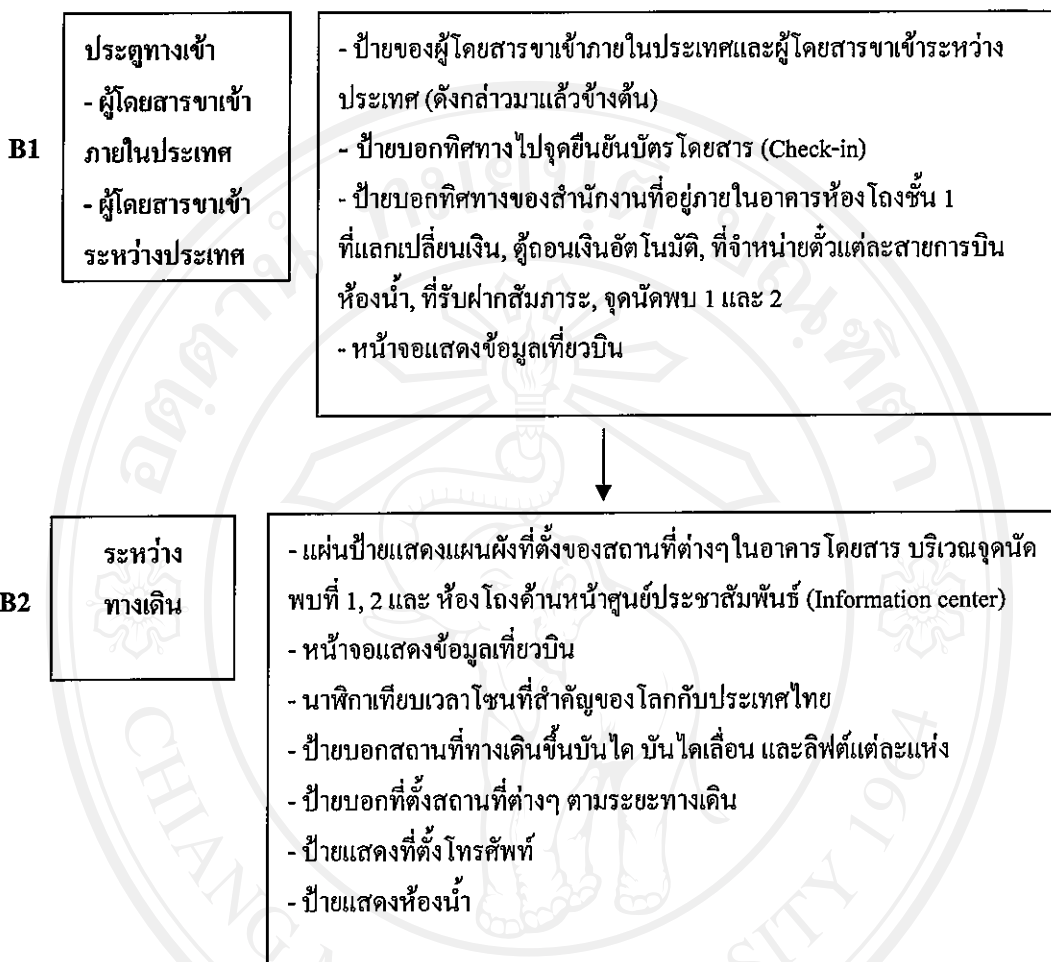 B1
ประตูทางเข้า
- ผู้โดยสารขาเข้า
ภายในประเทศ
- ผู้โดยสารขาเข้า
ระหว่างประเทศ
- ป้ายของผู้โดยสารขาเข้าภายในประเทศและผู้โดยสารขาเข้าระหว่าง
ประเทศ (ดังกล่าวมาแล้วข้างต้น)
- ป้ายบอกทิศทางไปจุดยืนยันบัตรโดยสาร (Check-in)
- ป้ายบอกทิศทางของสำนักงานที่อยู่ภายในอาคารห้องโถงชั้น 1
ที่แลกเปลี่ยนเงิน, ตู้ถอนเงินอัตโนมัติ, ที่จำหน่ายตั๋วแต่ละสายการบิน
ห้องน้ำ, ที่รับฝากสัมภาระ, จุดนัดพบ 1 และ 2
- หน้าจอแสดงข้อมูลเที่ยวบิน
B2
ระหว่าง
ทางเดิน
- แผ่นป้ายแสดงแผนผังที่ตั้งของสถานที่ต่างๆในอาคารโดยสาร บริเวณจุดนัด
พบที่ 1, 2 และ ห้องโถงด้านหน้าศูนย์ประชาสัมพันธ์ (Information center)
- หน้าจอแสดงข้อมูลเที่ยวบิน
- นาฬิกาเทียบเวลาโซนที่สำคัญของโลกกับประเทศไทย
- ป้ายบอกสถานที่ทางเดินขึ้นบันได บันไดเลื่อน และลิฟต์แต่ละแห่ง
- ป้ายบอกที่ตั้งสถานที่ต่างๆ ตามระยะทางเดิน
- ป้ายแสดงที่ตั้งโทรศัพท์
- ป้ายแสดงห้องน้ำ